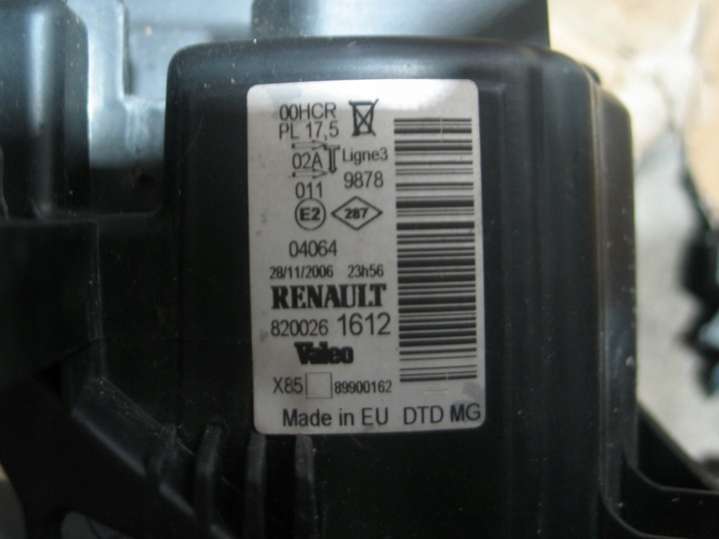 00HCR
PL 17,5
02A Ligne3
011 9878
E2 287
04064
28/11/2006 23h56
RENAULT
820026 1612
Valeo
X85 89900162
Made in EU DTD MG